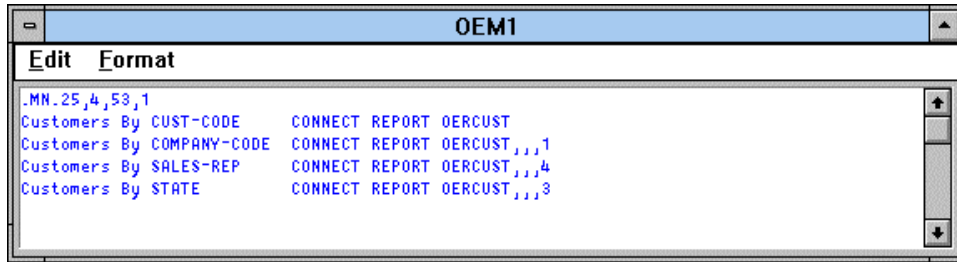 OEM1
Edit Format
.MN.25,4,53,1
Customers By CUST-CODE CONNECT REPORT OERCUST
Customers By COMPANY-CODE CONNECT REPORT OERCUST,,,1
Customers By SALES-REP CONNECT REPORT OERCUST,,,4
Customers By STATE CONNECT REPORT OERCUST,,,3